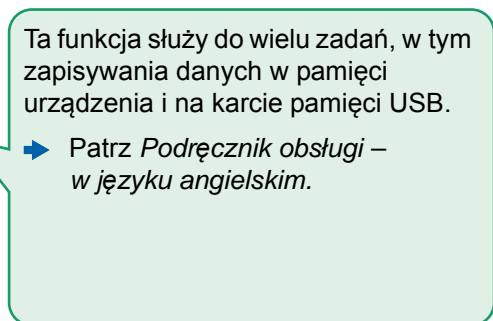 Ta funkcja służy do wielu zadań, w tym
zapisywania danych w pamięci
urządzenia i na karcie pamięci USB.
Patrz Podręcznik obsługi –
w języku angielskim.